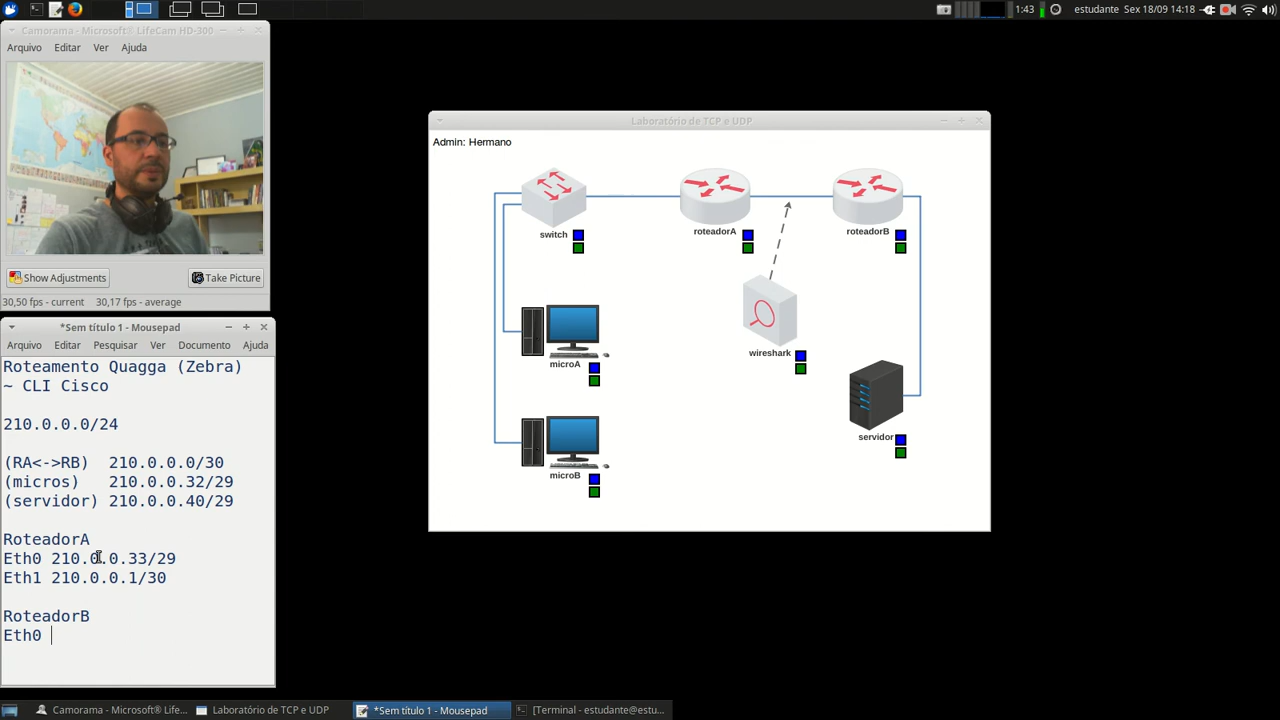 1:43
estudante Sex 18/09 14:18
Camorama - Microsoft® LifeCam HD-300
Arquivo Editar Ver Ajuda
Show Adjustments
Take Picture
30,50 fps - current 30,17 fps - average
*Sem título 1 - Mousepad
Arquivo Editar Pesquisar Ver Documento Ajuda
Roteamento Quagga (Zebra)
~ CLI Cisco
210.0.0.0/24
(RA<->RB) 210.0.0.0/30
(micros) 210.0.0.32/29
(servidor) 210.0.0.40/29
RoteadorA
Eth0 210.0.0.33/29
Eth1 210.0.0.1/30
RoteadorB
Eth0
Laboratório de TCP e UDP
Admin: Hermano
switch
roteadorA
roteadorB
wireshark
microA
servidor
microB
Camorama - Microsoft® Life...
Laboratório de TCP e UDP
*Sem título 1 - Mousepad
[Terminal - estudante@estu...